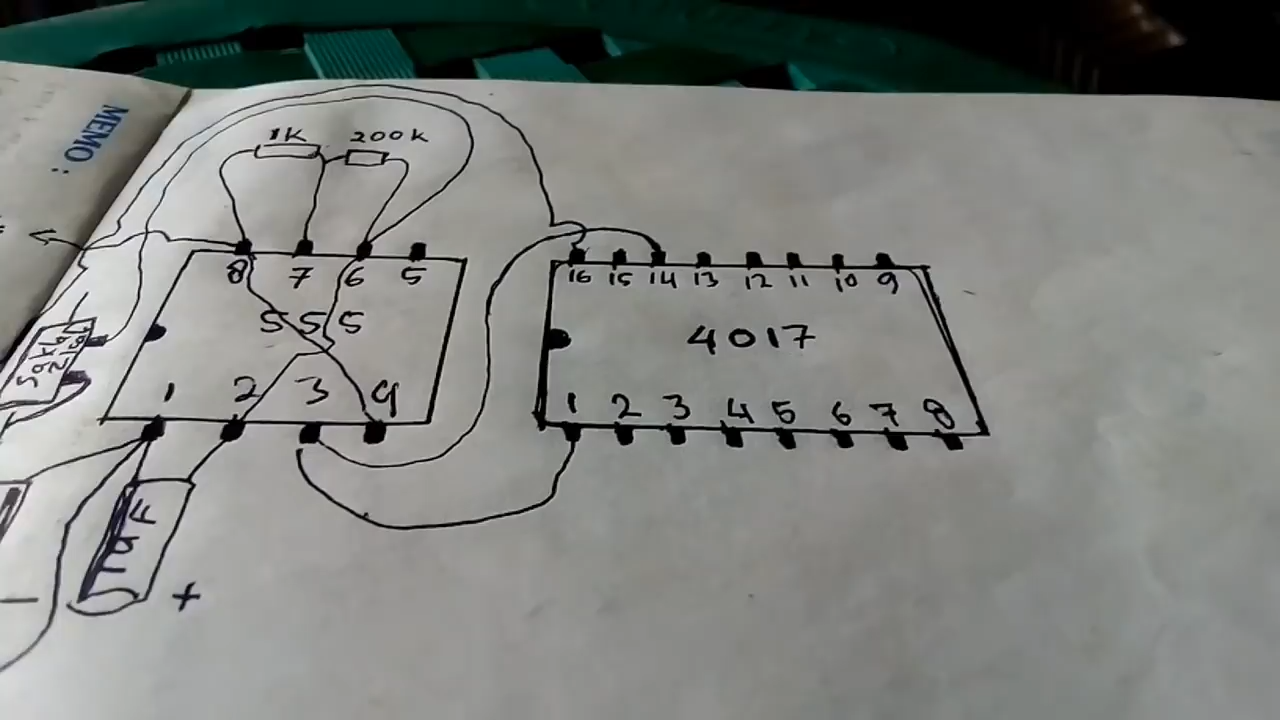 MEMO :
1K 200K
8 7 6 5
555
1 2 3 4
16 15 14 13 12 11 10 9
4017
1 2 3 4 5 6 7 8
- +